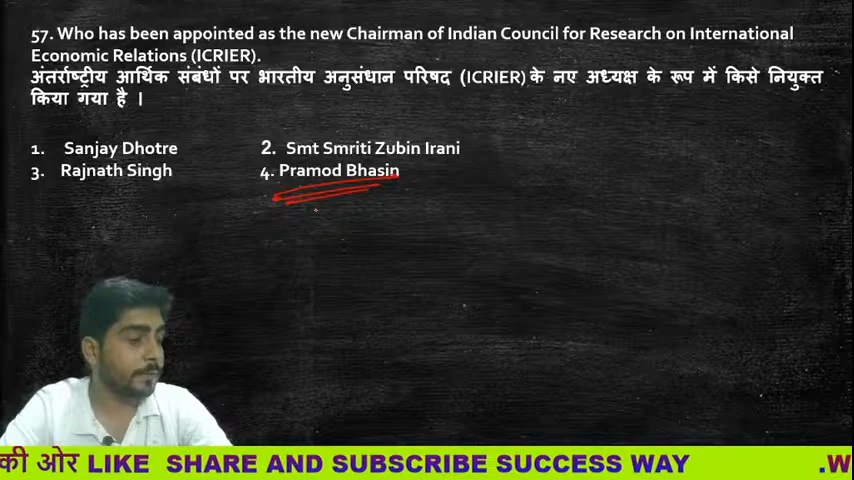 57. Who has been appointed as the new Chairman of Indian Council for Research on International
Economic Relations (ICRIER).
अंतर्राष्ट्रीय आर्थिक संबंधों पर भारतीय अनुसंधान परिषद (ICRIER) के नए अध्यक्ष के रूप में किसे नियुक्त
किया गया है ।
1. Sanjay Dhotre 2. Smt Smriti Zubin Irani
3. Rajnath Singh 4. Pramod Bhasin
की ओर LIKE SHARE AND SUBSCRIBE SUCCESS WAY .W